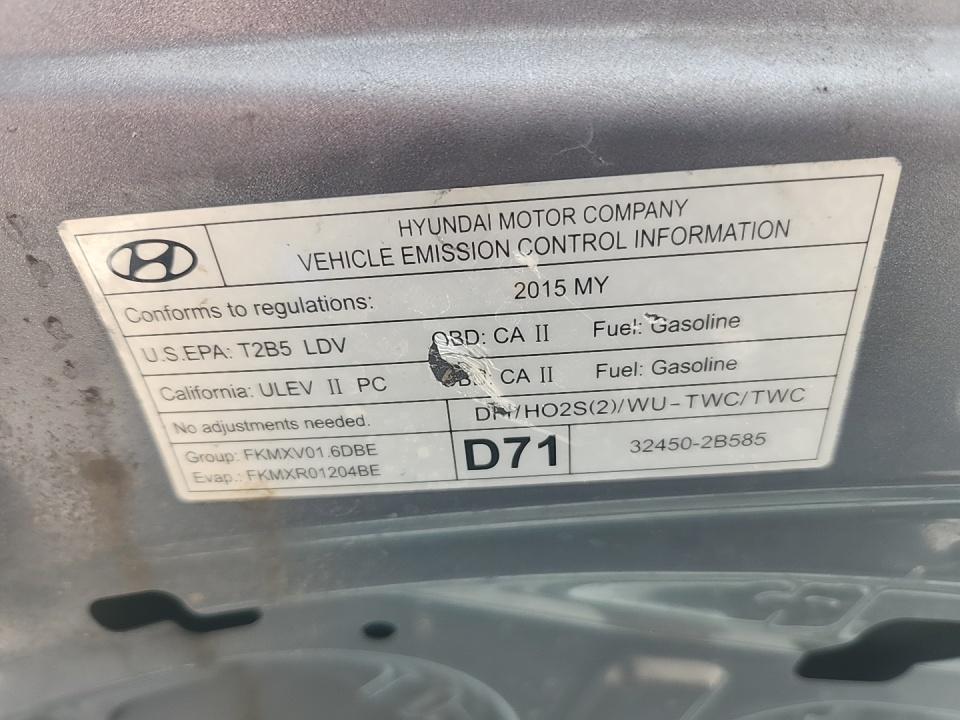 HYUNDAI MOTOR COMPANY
VEHICLE EMISSION CONTROL INFORMATION
Conforms to regulations: 2015 MY
U.S.EPA: T2B5 LDV OBD: CA II Fuel: Gasoline
California: ULEV II PC OBD: CA II Fuel: Gasoline
No adjustments needed. DFI/HO2S(2)/WU-TWC/TWC
Group: FKMXV01.6DBE
Evap.: FKMXR01204BE
D71
32450-2B585